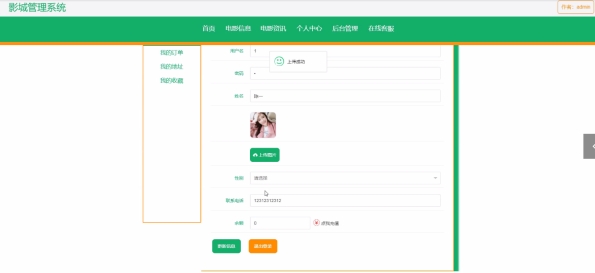 影城管理系统
作者：admin
首页 电影信息 电影资讯 个人中心 后台管理 在线客服
我的订单
我的地址
我的收藏
用户名 1
上传成功
密码
姓名
上传图片
性别 请选择
联系电话 12312312312
余额 0 点我充值
更新信息 退出登录